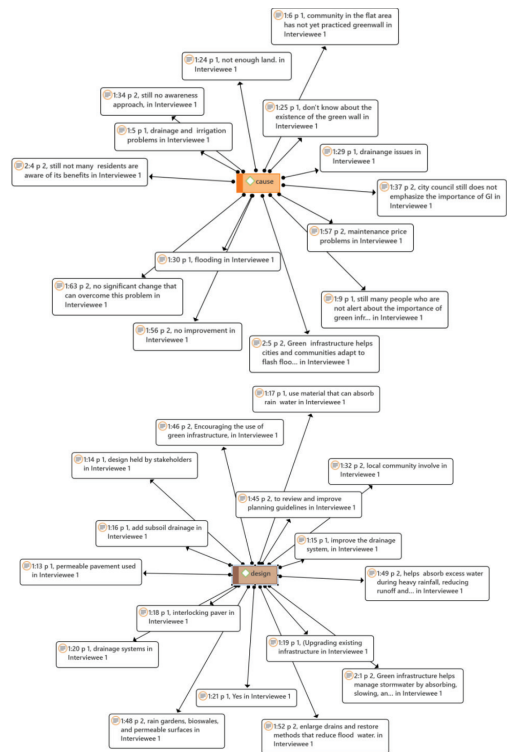 1:6 p 1, community in the flat area
has not yet practiced greenwall in
Interviewee 1
1:24 p 1, not enough land. in
Interviewee 1
1:34 p 2, still no awareness
approach, in Interviewee 1
1:25 p 1, don't know about the
existence of the green wall in
Interviewee 1
1:5 p 1, drainage and irrigation
problems in Interviewee 1
1:29 p 1, drainange issues in
Interviewee 1
2:4 p 2, still not many residents are
aware of its benefits in Interviewee 1
cause
1:37 p 2, city council still does not
emphasize the importance of GI in
Interviewee 1
1:57 p 2, maintenance price
problems in Interviewee 1
1:30 p 1, flooding in Interviewee 1
1:63 p 2, no significant change that
can overcome this problem in
Interviewee 1
1:9 p 1, still many people who are
not alert about the importance of
green infr... in Interviewee 1
1:56 p 2, no improvement in
Interviewee 1
2:5 p 2, Green infrastructure helps
cities and communities adapt to
flash floo... in Interviewee 1
1:17 p 1, use material that can absorb
rain water in Interviewee 1
1:46 p 2, Encouraging the use of
green infrastructure, in Interviewee 1
1:14 p 1, design held by stakeholders
in Interviewee 1
1:32 p 2, local community involve in
Interviewee 1
1:45 p 2, to review and improve
planning guidelines in Interviewee 1
1:16 p 1, add subsoil drainage in
Interviewee 1
1:15 p 1, improve the drainage
system, in Interviewee 1
1:13 p 1, permeable pavement used
in Interviewee 1
design
1:49 p 2, helps absorb excess water
during heavy rainfall, reducing
runoff and... in Interviewee 1
1:18 p 1, interlocking paver in
Interviewee 1
1:20 p 1, drainage systems in
Interviewee 1
1:19 p 1, (Upgrading existing
infrastructure in Interviewee 1
2:1 p 2, Green infrastructure helps
manage stormwater by absorbing,
slowing, an... in Interviewee 1
1:21 p 1, Yes in Interviewee 1
1:48 p 2, rain gardens, bioswales,
and permeable surfaces in
Interviewee 1
1:52 p 2, enlarge drains and restore
methods that reduce flood water. in
Interviewee 1